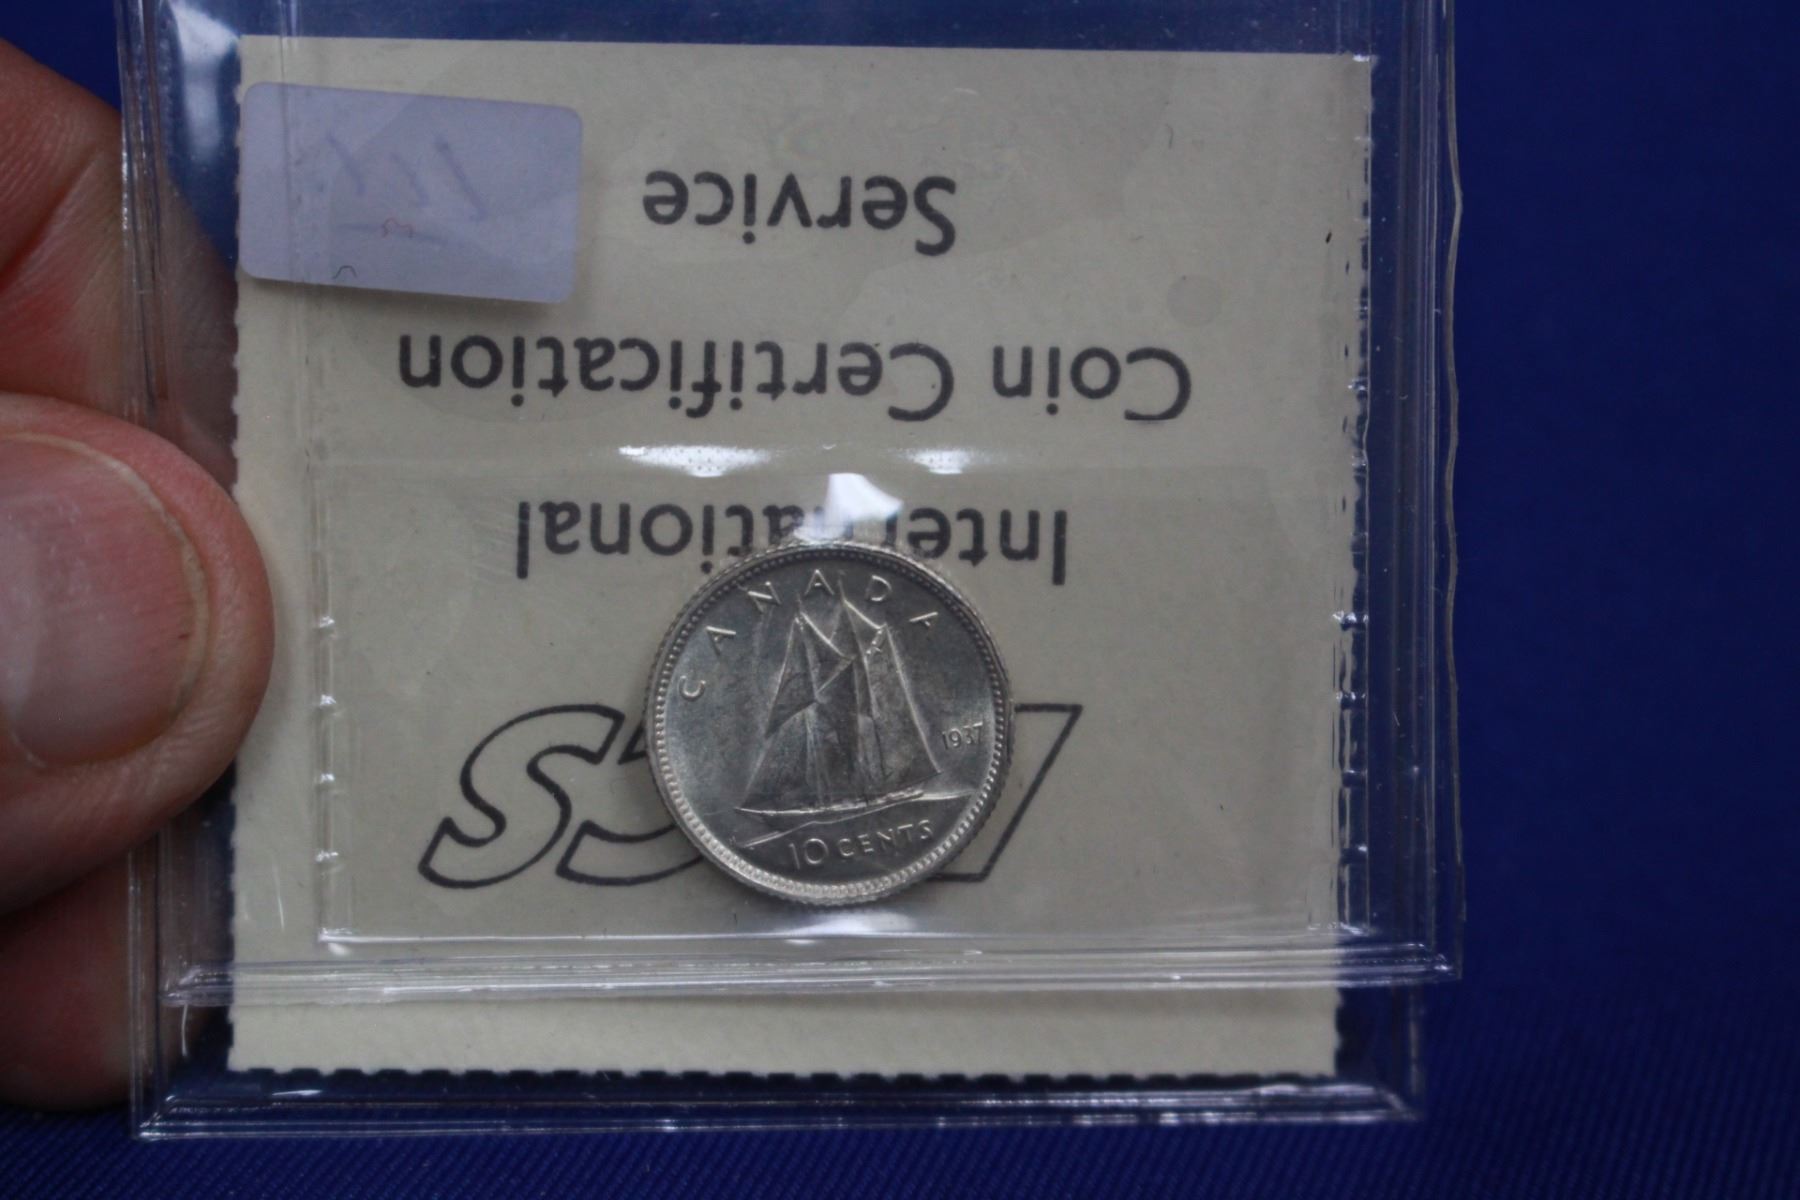 ICCS
International
Coin Certification
Service
CANADA
1937
10 CENTS